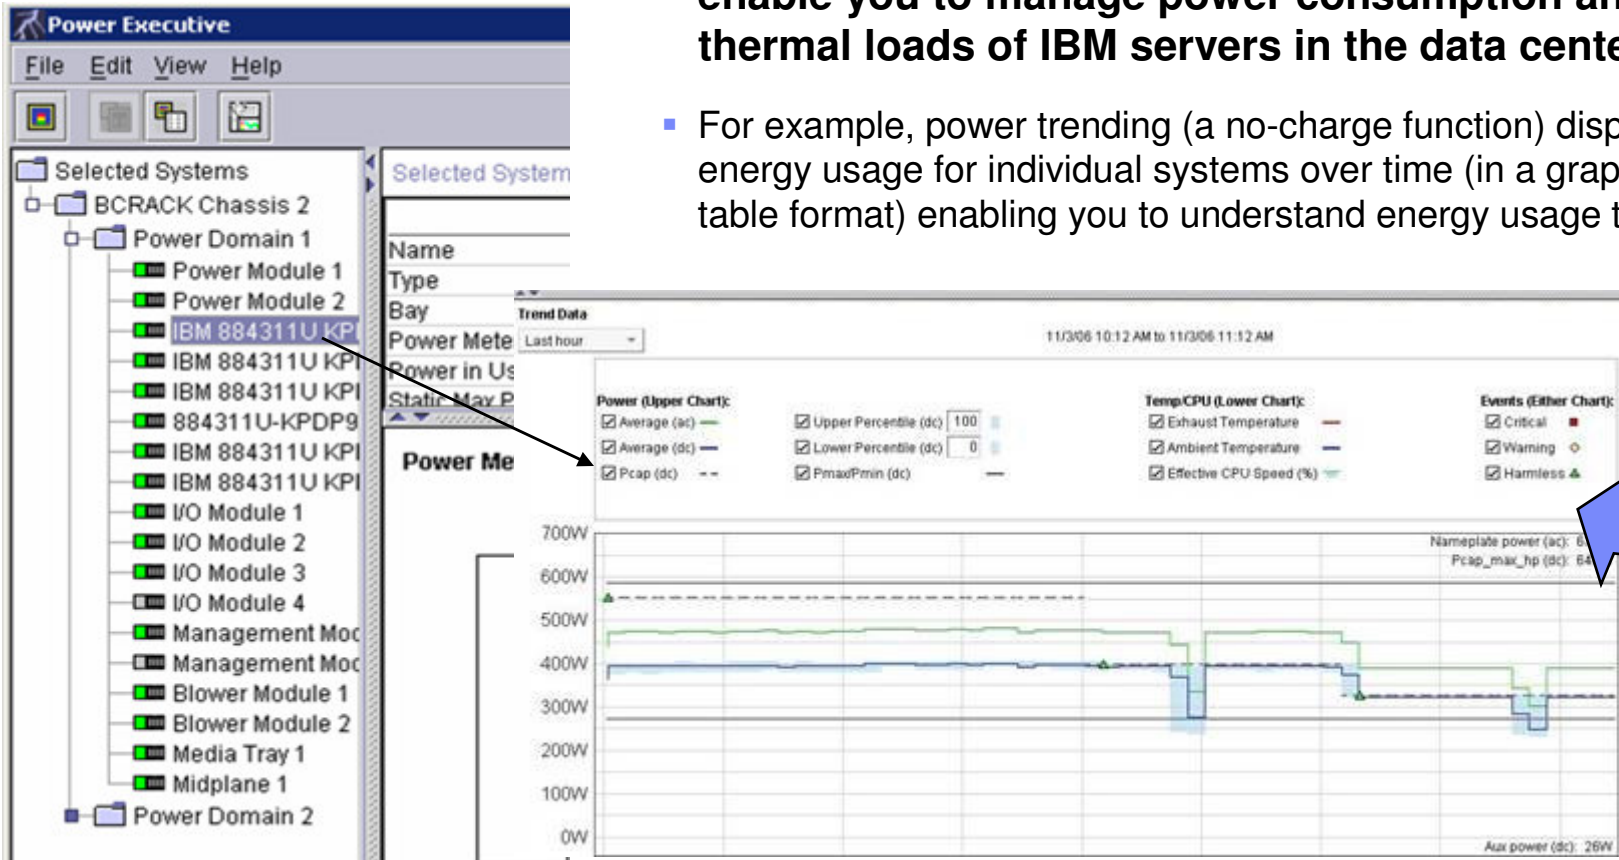 Power Executive
File Edit View Help
Selected Systems
BCRACK Chassis 2
Power Domain 1
Power Module 1
Power Module 2
IBM 884311U KPI
IBM 884311U KPI
IBM 884311U KPI
884311U-KPDP9
IBM 884311U KPI
IBM 884311U KPI
I/O Module 1
I/O Module 2
I/O Module 3
I/O Module 4
Management Moc
Management Moc
Blower Module 1
Blower Module 2
Media Tray 1
Midplane 1
Power Domain 2
Selected System
Name
Type
Bay
Power Mete
Power in Us
Static Max P
Power Me
enable you to manage power consumption an
thermal loads of IBM servers in the data cente
For example, power trending (a no-charge function) disp
energy usage for individual systems over time (in a grap
table format) enabling you to understand energy usage t
Trend Data
Last hour
11/3/06 10:12 AM to 11/3/06 11:12 AM
Power (Upper Chart):
Average (ac)
Average (dc)
Pcap (dc)
Upper Percentile (dc) 100
Lower Percentile (dc) 0
Pmax/Pmin (dc)
Temp/CPU (Lower Chart):
Exhaust Temperature
Ambient Temperature
Effective CPU Speed (%)
Events (Either Chart):
Critical
Warning
Harmless
Nameplate power (ac):
Pcap_max_hp (dc):
700W
600W
500W
400W
300W
200W
100W
0W
Aux power (dc): 26W